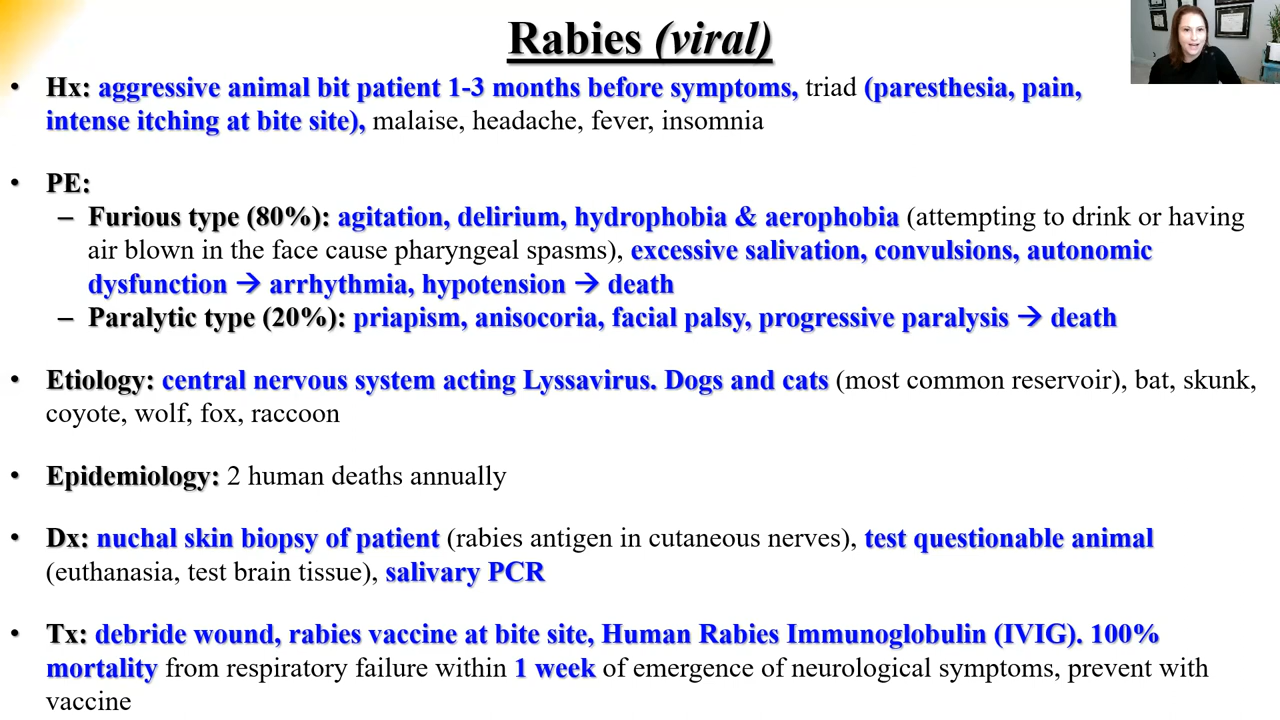 Rabies (viral)
• Hx: aggressive animal bit patient 1-3 months before symptoms, triad (paresthesia, pain,
intense itching at bite site), malaise, headache, fever, insomnia
• PE:
– Furious type (80%): agitation, delirium, hydrophobia & aerophobia (attempting to drink or having
air blown in the face cause pharyngeal spasms), excessive salivation, convulsions, autonomic
dysfunction → arrhythmia, hypotension → death
– Paralytic type (20%): priapism, anisocoria, facial palsy, progressive paralysis → death
• Etiology: central nervous system acting Lyssavirus. Dogs and cats (most common reservoir), bat, skunk,
coyote, wolf, fox, raccoon
• Epidemiology: 2 human deaths annually
• Dx: nuchal skin biopsy of patient (rabies antigen in cutaneous nerves), test questionable animal
(euthanasia, test brain tissue), salivary PCR
• Tx: debride wound, rabies vaccine at bite site, Human Rabies Immunoglobulin (IVIG). 100%
mortality from respiratory failure within 1 week of emergence of neurological symptoms, prevent with
vaccine